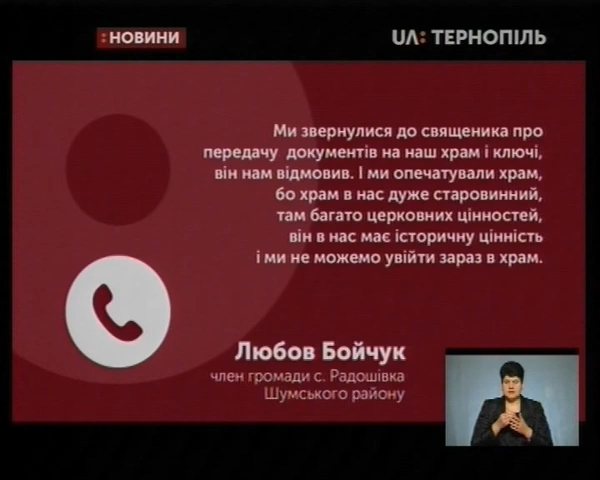 :НОВИНИ
UA: ТЕРНОПІЛЬ
Ми звернулися до священика про
передачу документів на наш храм і ключі,
він нам відмовив. І ми опечатували храм,
бо храм в нас дуже старовинний,
там багато церковних цінностей,
він в нас має історичну цінність
і ми не можемо увійти зараз в храм.
Любов Бойчук
член громади с. Радошівка
Шумського району